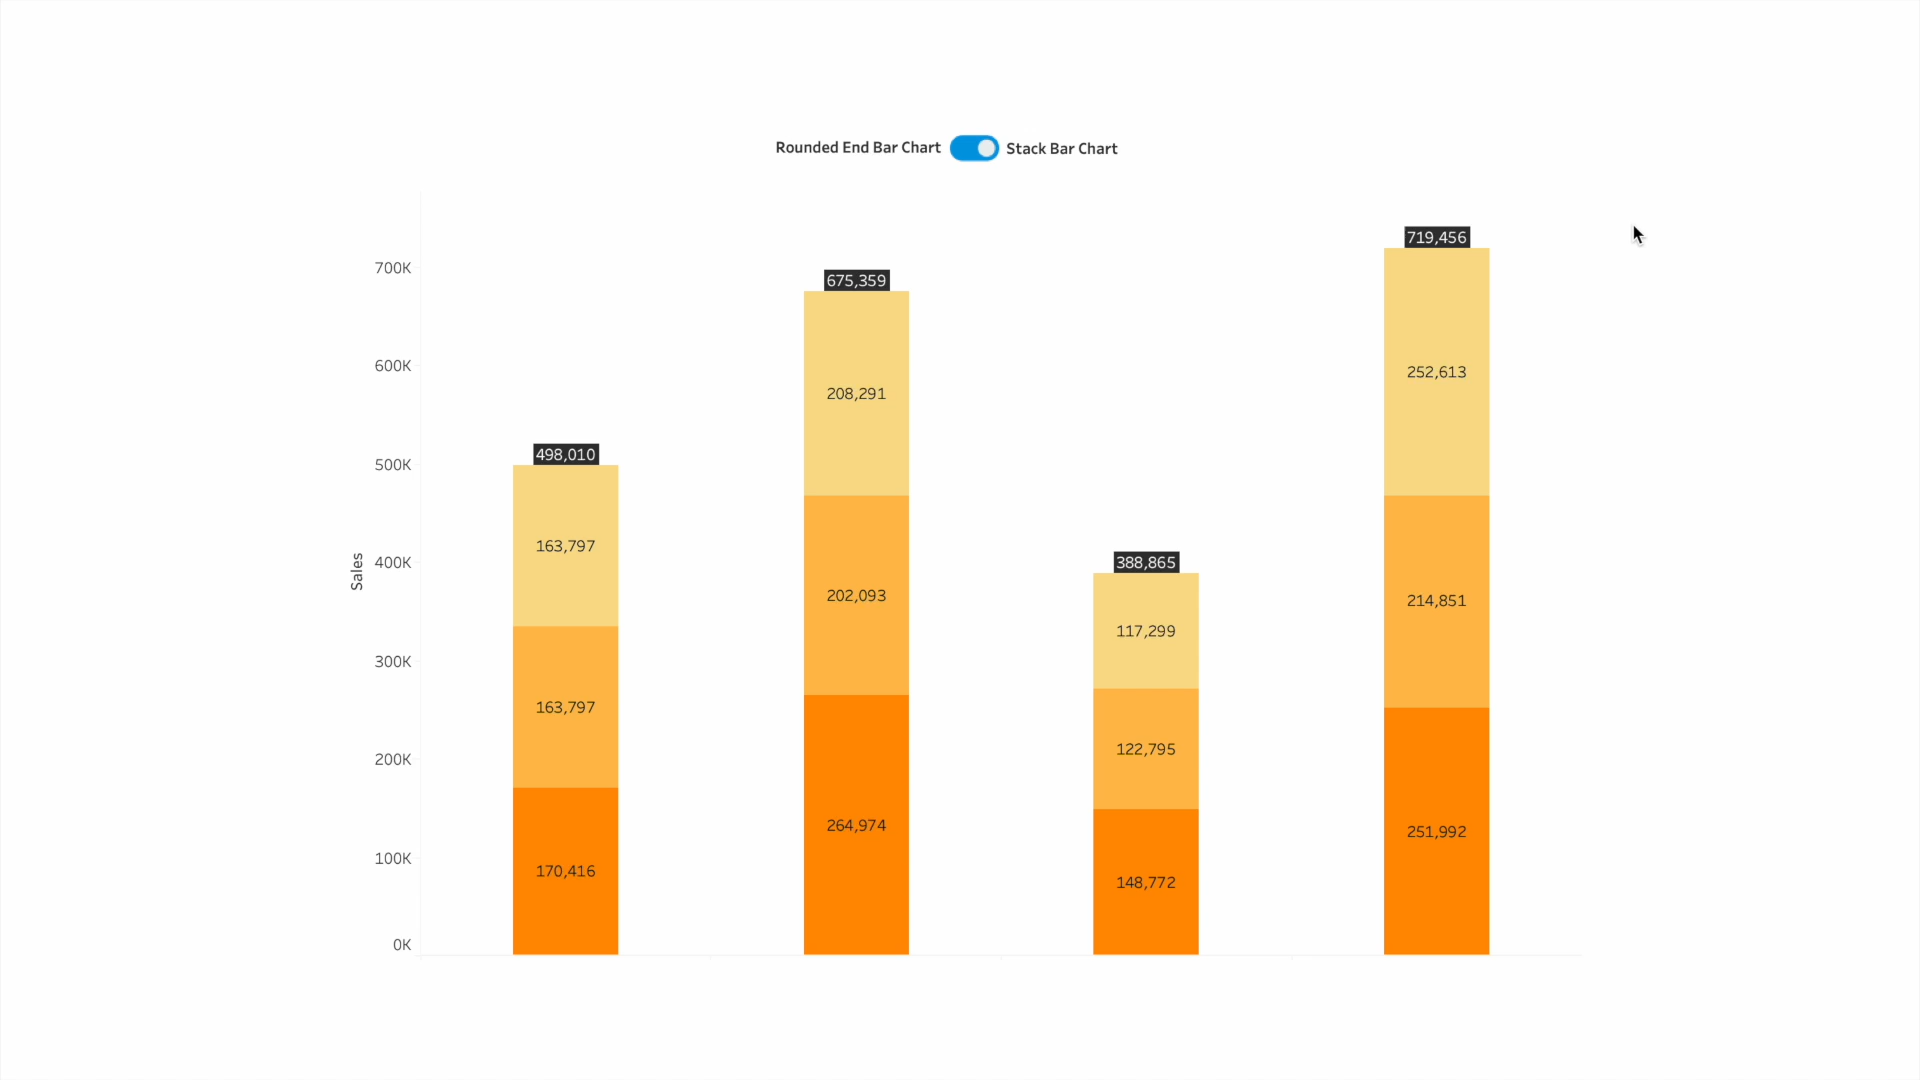 Rounded End Bar Chart
Stack Bar Chart
719,456
700K
675,359
600K
252,613
208,291
498,010
500K
163,797
Sales
400K
388,865
202,093
214,851
117,299
300K
163,797
122,795
200K
264,974
251,992
100K
170,416
148,772
0K